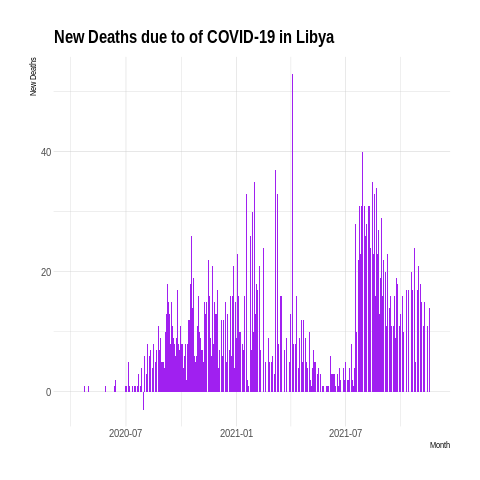 New Deaths due to of COVID-19 in Libya
New Deaths
40
20
0
2020-07
2021-01
2021-07
Month